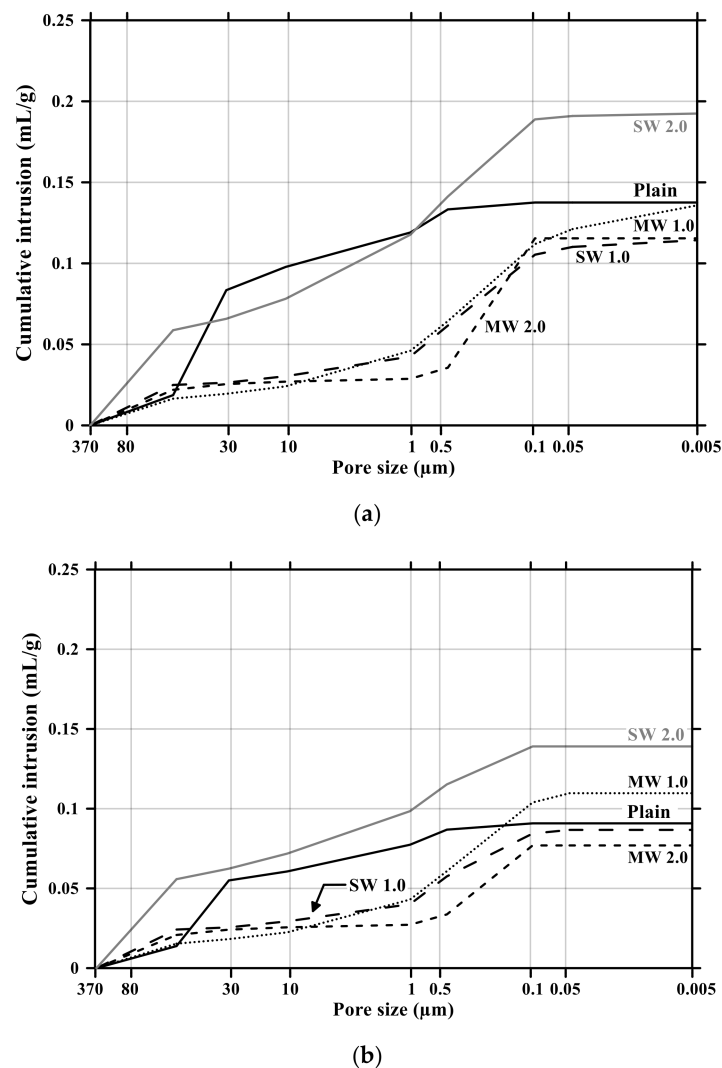 0.25
0.2
0.15
0.1
0.05
0
Cumulative intrusion (mL/g)
SW 2.0
Plain
MW 1.0
SW 1.0
MW 2.0
370 80 30 10 1 0.5 0.1 0.05 0.005
Pore size (μm)
(a)
0.25
0.2
0.15
0.1
0.05
0
Cumulative intrusion (mL/g)
SW 2.0
MW 1.0
Plain
MW 2.0
SW 1.0
370 80 30 10 1 0.5 0.1 0.05 0.005
Pore size (μm)
(b)